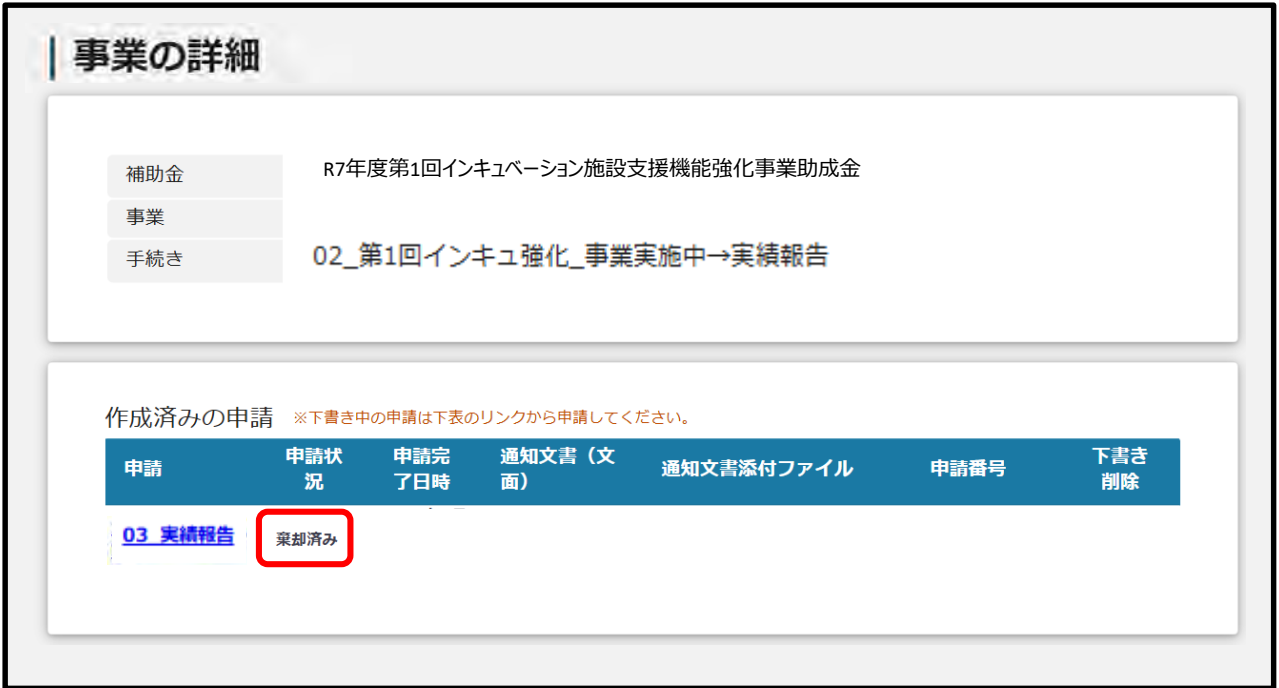 事業の詳細
補助金
R7年度第1回インキュベーション施設支援機能強化事業助成金
事業
手続き
02_第1回インキュ強化_事業実施中→実績報告
作成済みの申請 ※下書き中の申請は下表のリンクから申請してください。
申請
申請状
況
申請完
了日時
通知文書（文
面）
通知文書添付ファイル
申請番号
下書き
削除
03_実績報告
棄却済み